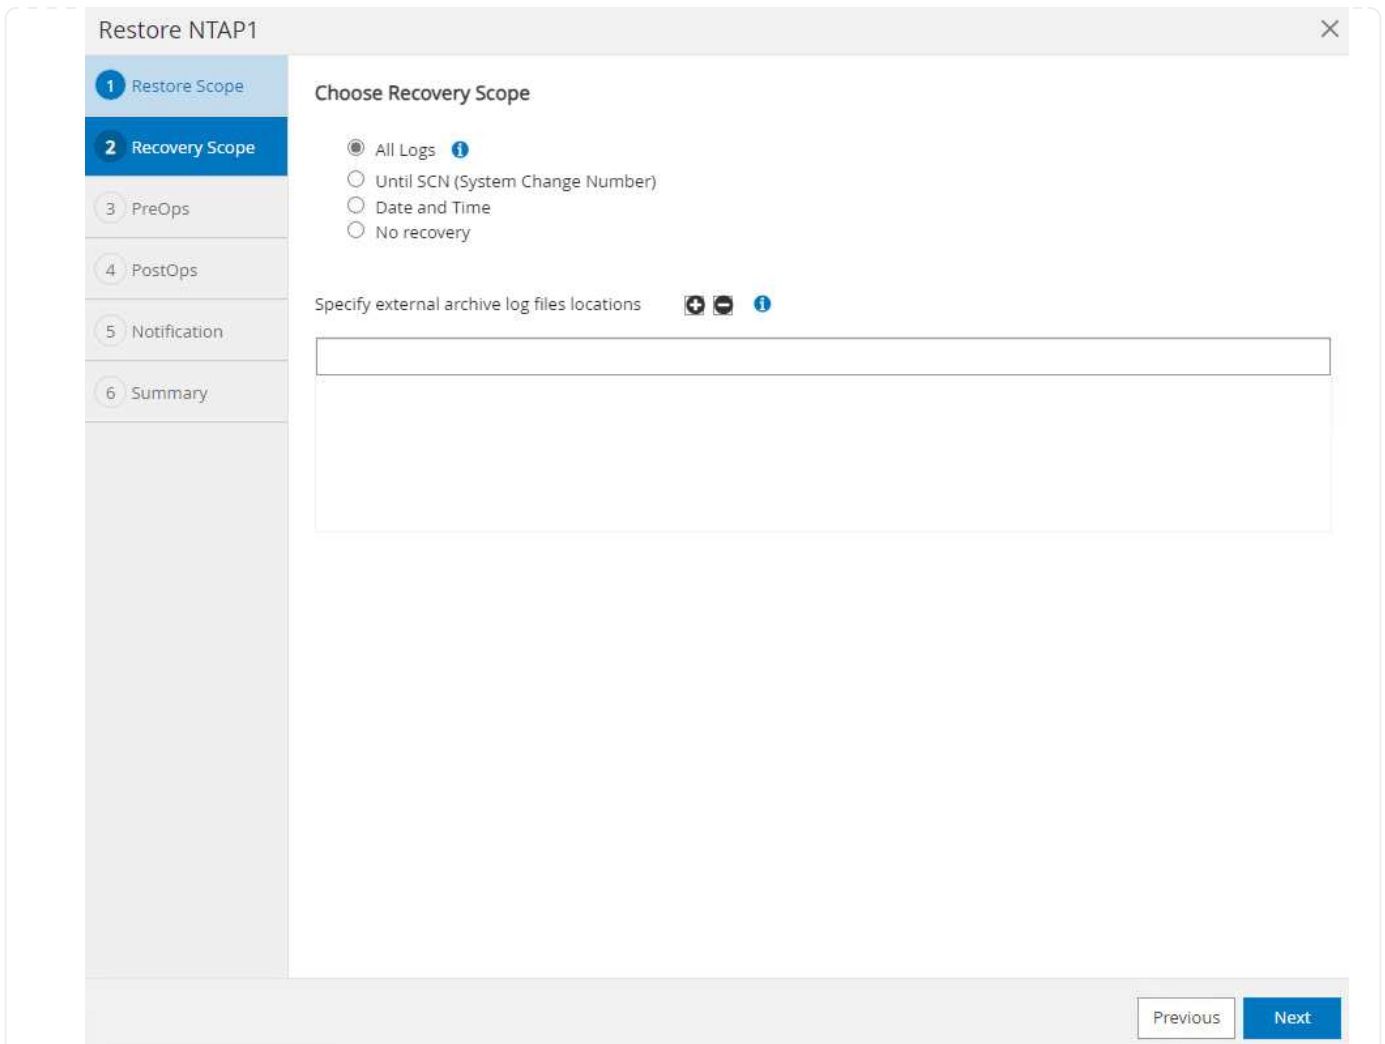 Restore NTAP1
1 Restore Scope
2 Recovery Scope
3 PreOps
4 PostOps
5 Notification
6 Summary
Choose Recovery Scope
All Logs
Until SCN (System Change Number)
Date and Time
No recovery
Specify external archive log files locations
Previous
Next